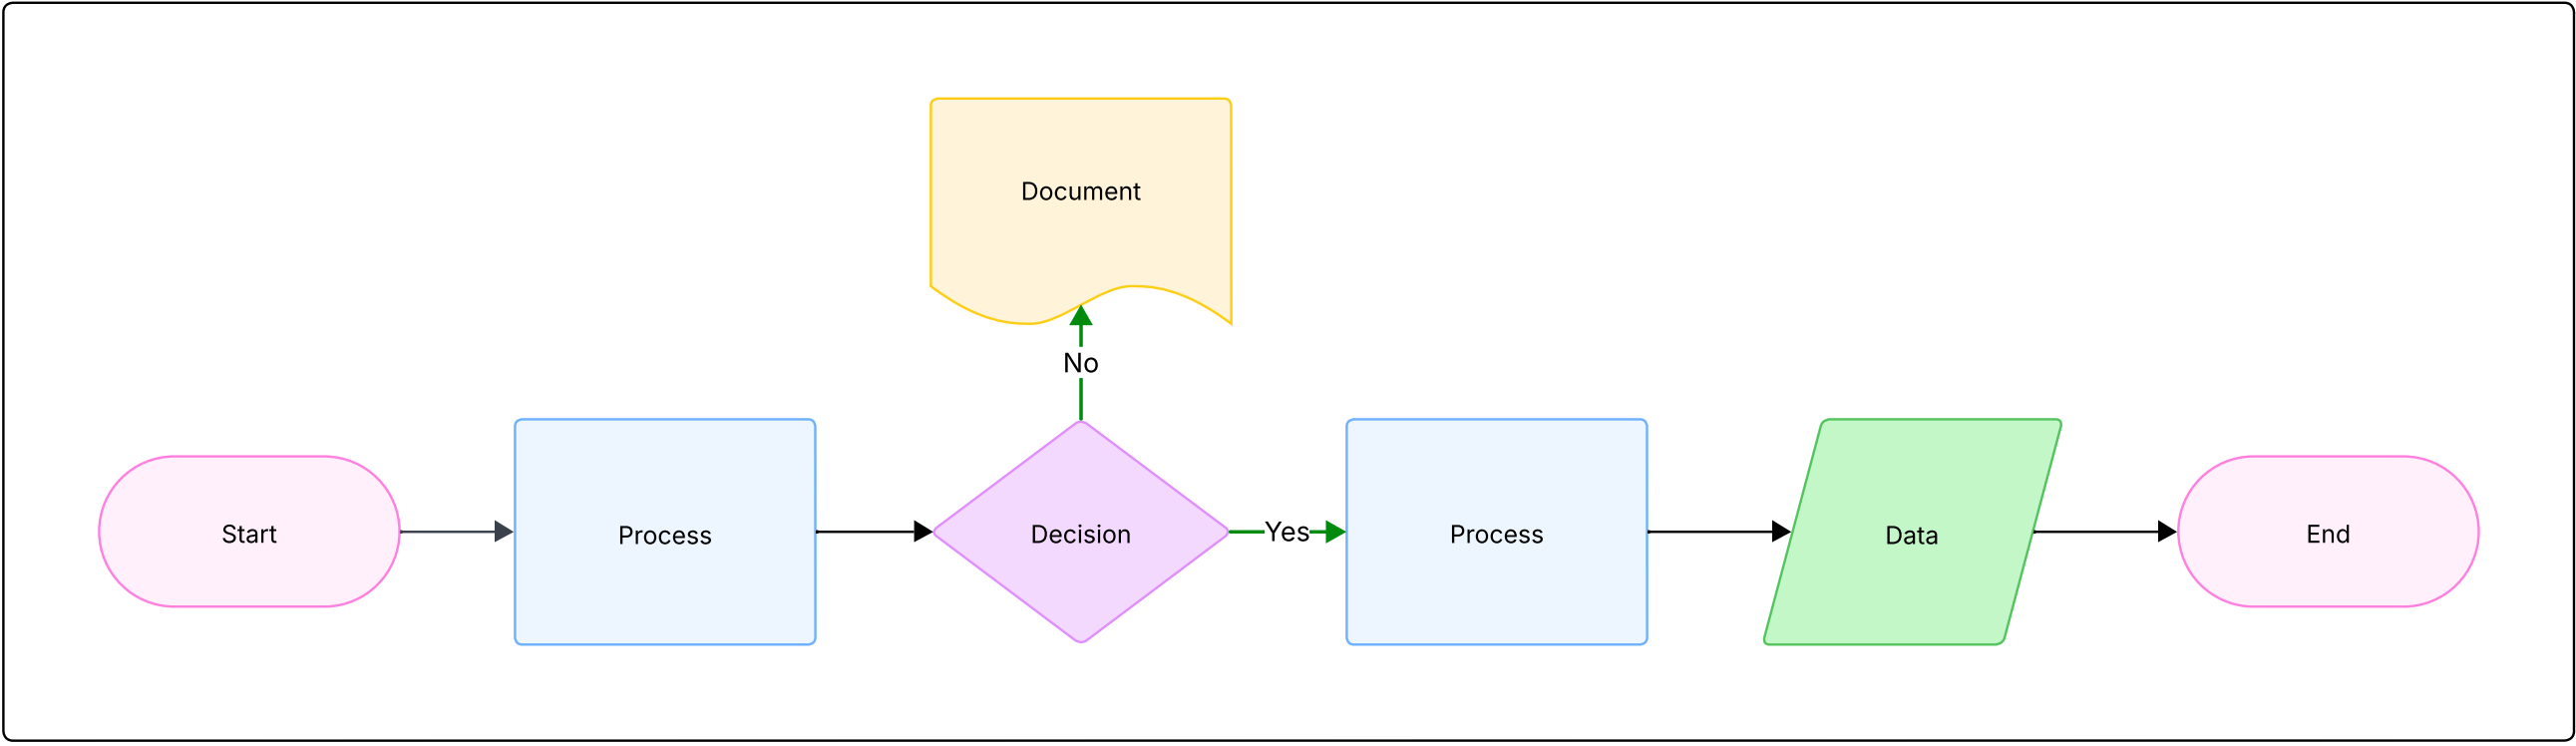 Document
No
Start
Process
Decision
Yes
Process
Data
End